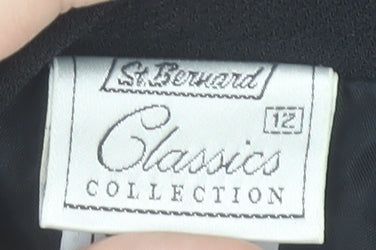 St. Bernard
12
Classics
COLLECTION